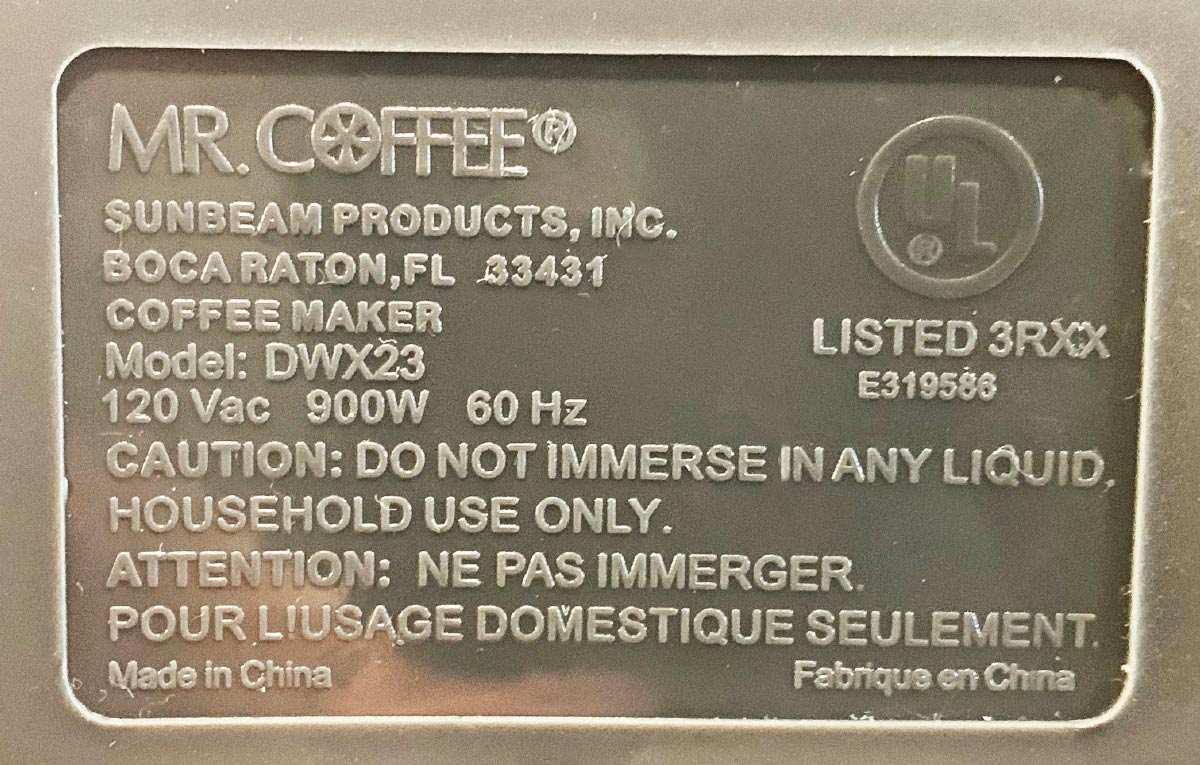 MR. COFFEE®
SUNBEAM PRODUCTS, INC.
BOCA RATON,FL 33431
COFFEE MAKER
Model: DWX23
120 Vac 900W 60 Hz
CAUTION: DO NOT IMMERSE IN ANY LIQUID,
HOUSEHOLD USE ONLY.
ATTENTION: NE PAS IMMERGER.
POUR L'USAGE DOMESTIQUE SEULEMENT.
Made in China
UL®
LISTED 3RXX
E319586
Fabrique en China